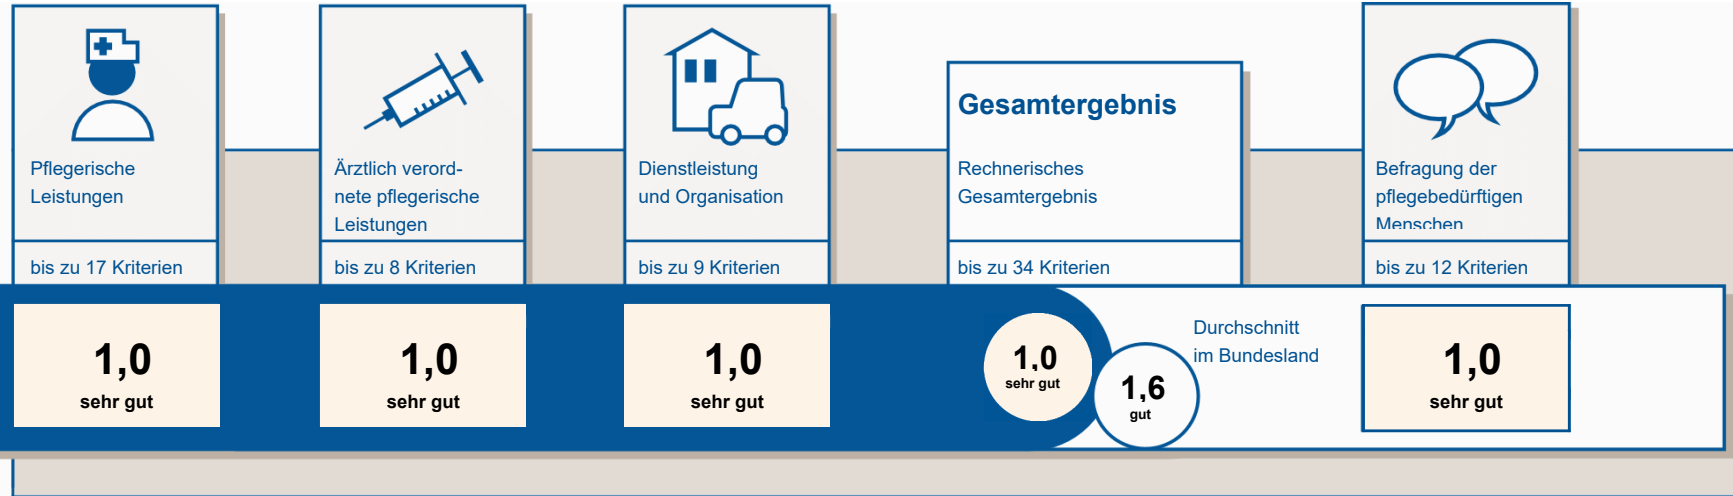 Pflegerische
Leistungen
bis zu 17 Kriterien
1,0
sehr gut
Ärztlich verord-
nete pflegerische
Leistungen
bis zu 8 Kriterien
1,0
sehr gut
Dienstleistung
und Organisation
bis zu 9 Kriterien
1,0
sehr gut
Gesamtergebnis
Rechnerisches
Gesamtergebnis
bis zu 34 Kriterien
1,0
sehr gut
1,6
gut
Durchschnitt
im Bundesland
Befragung der
pflegebedürftigen
Menschen
bis zu 12 Kriterien
1,0
sehr gut